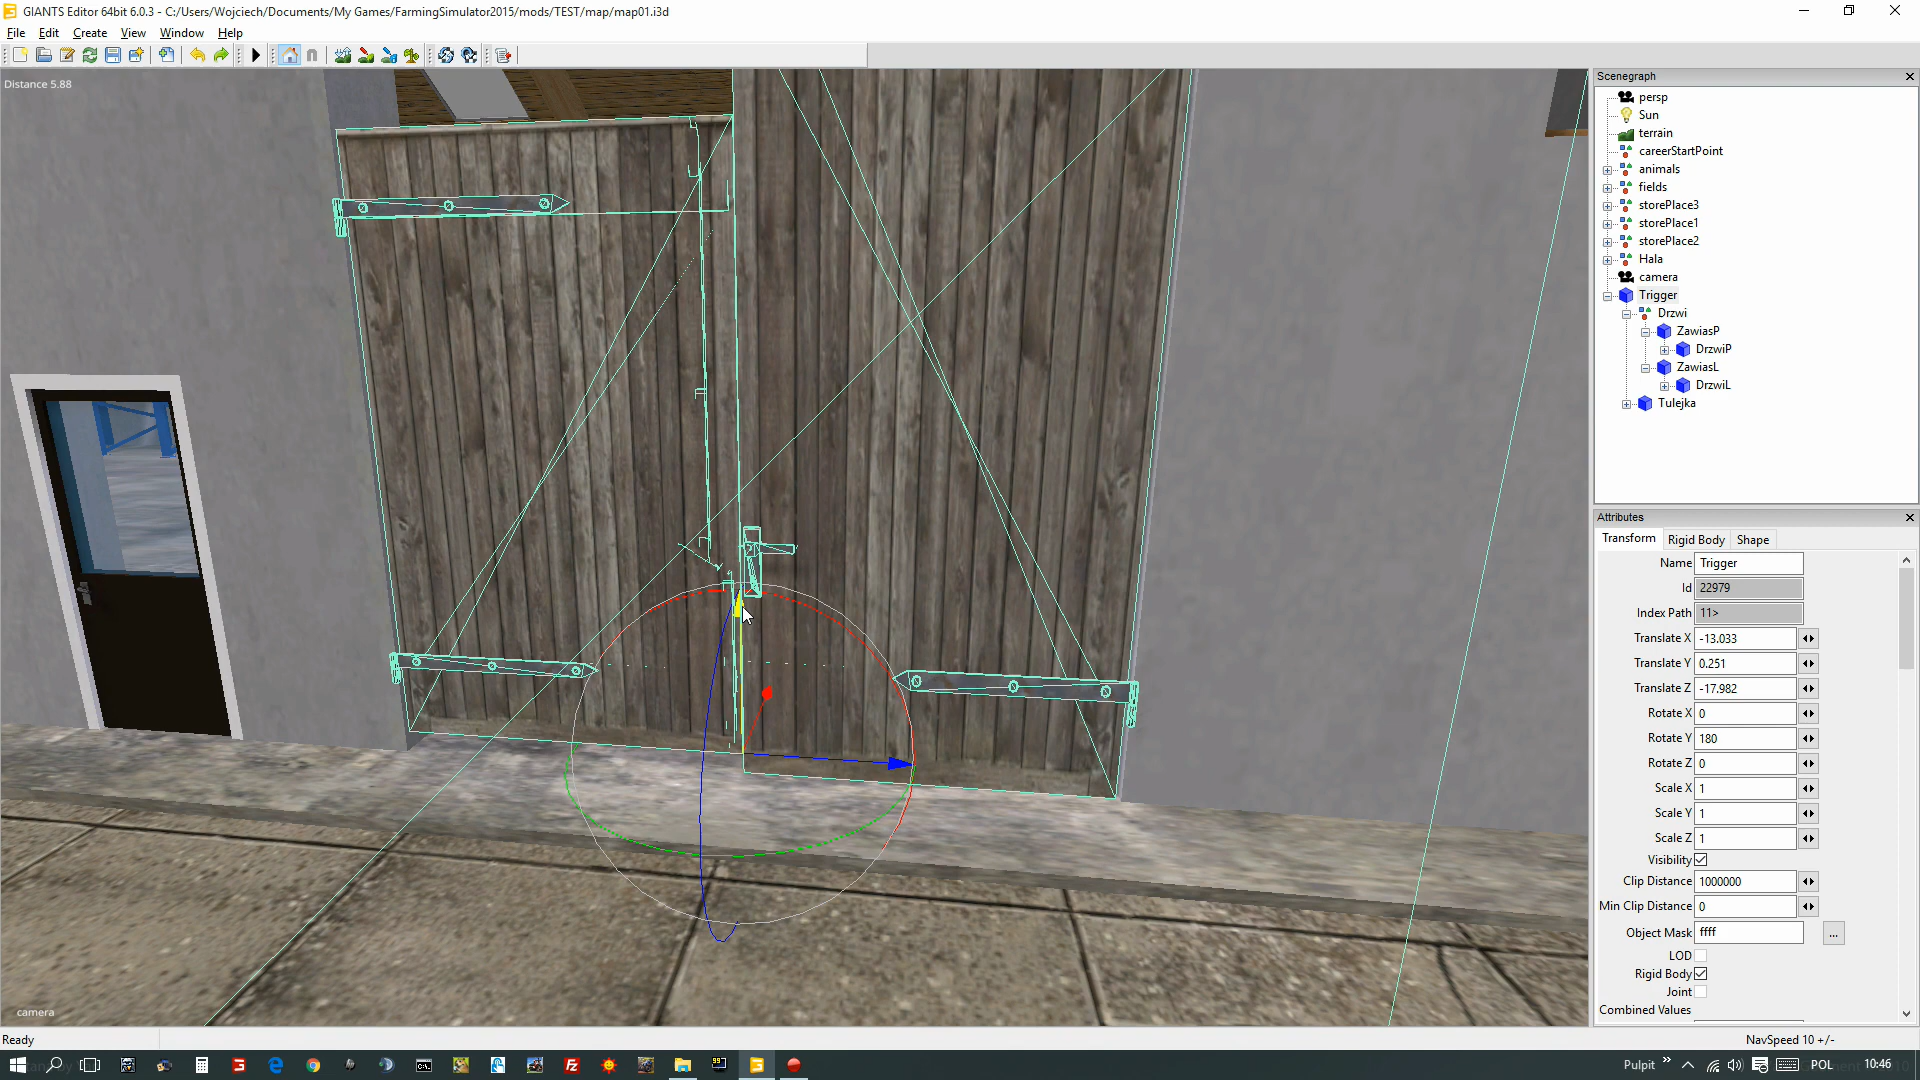 GIANTS Editor 64bit 6.0.3 - C:/Users/Wojciech/Documents/My Games/FarmingSimulator2015/mods/TEST/map/map01.i3d
File Edit Create View Window Help
Distance 5.88
camera
Scenegraph
persp
Sun
terrain
careerStartPoint
animals
fields
storePlace3
storePlace1
storePlace2
Hala
camera
Trigger
Drzwi
ZawiasP
DrzwiP
ZawiasL
DrzwiL
Tulejka
Attributes
Transform Rigid Body Shape
Name Trigger
Id 22979
Index Path 11>
Translate X -13.033
Translate Y 0.251
Translate Z -17.982
Rotate X 0
Rotate Y 180
Rotate Z 0
Scale X 1
Scale Y 1
Scale Z 1
Visibility
Clip Distance 1000000
Min Clip Distance 0
Object Mask ffff ...
LOD
Rigid Body
Joint
Combined Values
Ready
NavSpeed 10 +/-
Pulpit POL 10:46